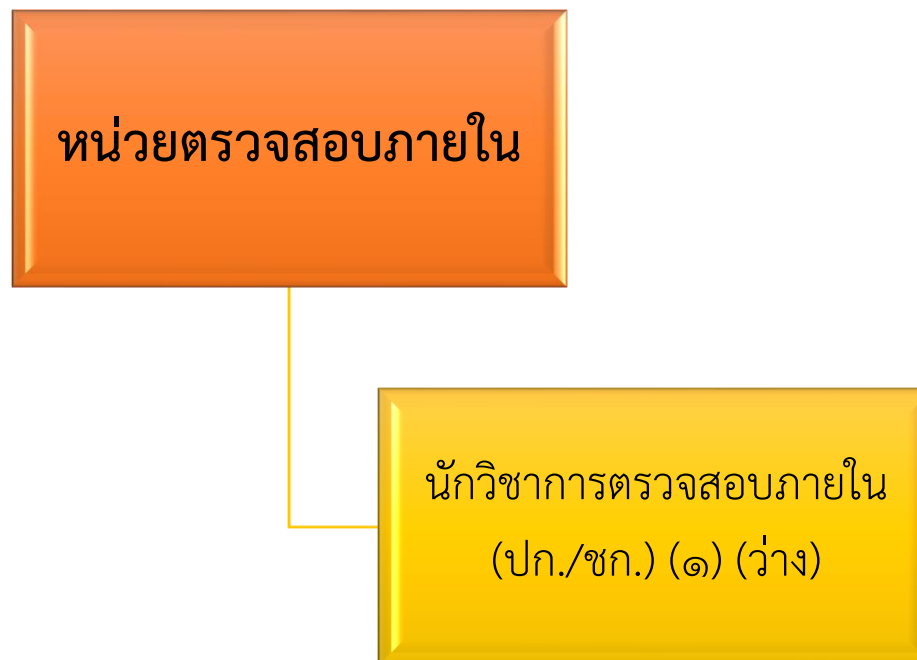 หน่วยตรวจสอบภายใน
นักวิชาการตรวจสอบภายใน
(ปก./ชก.) (๑) (ว่าง)